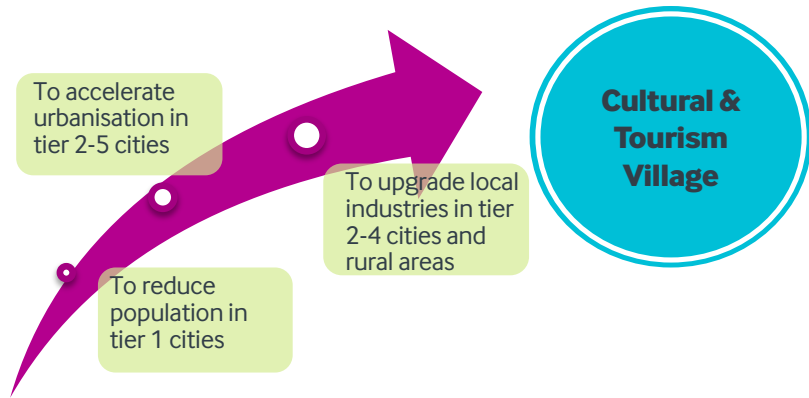 To accelerate
urbanisation in
tier 2-5 cities
To reduce
population in
tier 1 cities
To upgrade local
industries in tier
2-4 cities and
rural areas
Cultural &
Tourism
Village